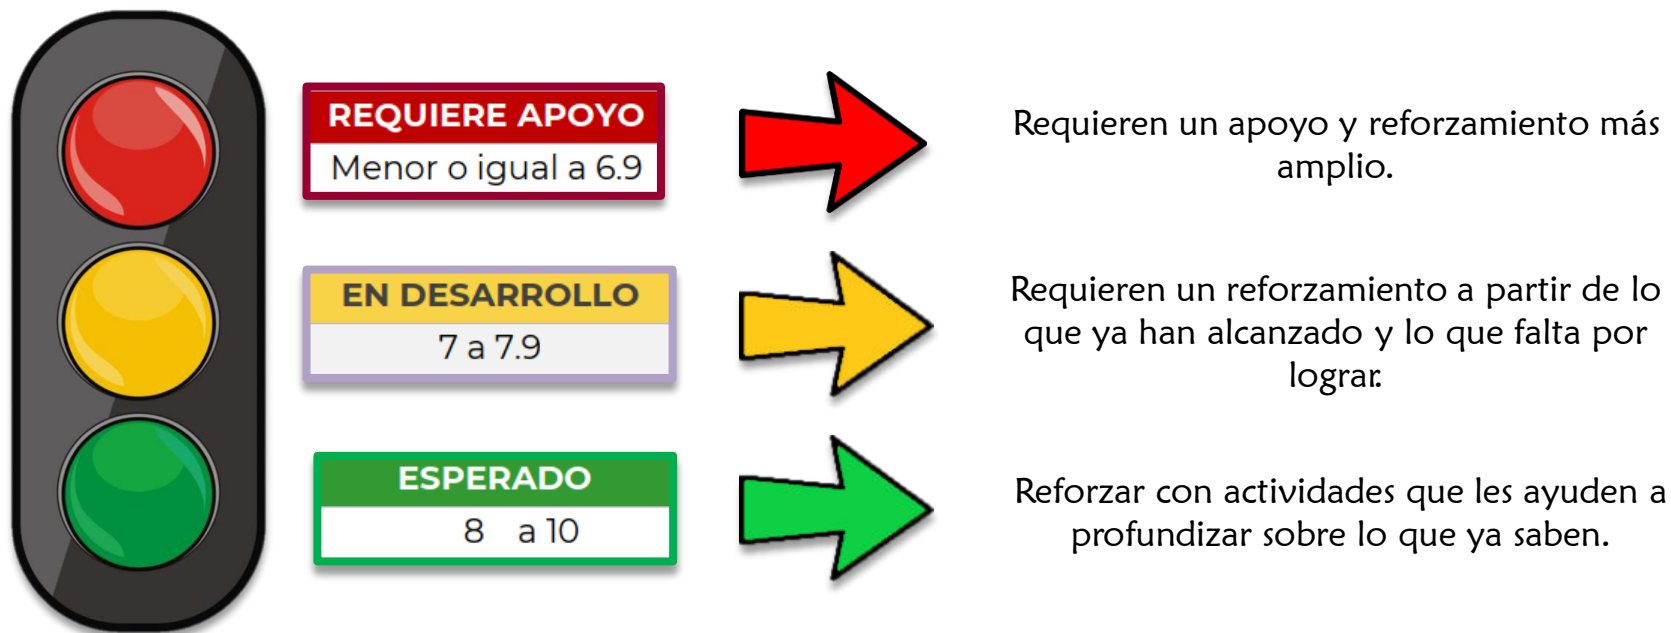 REQUIERE APOYO
Menor o igual a 6.9
Requieren un apoyo y reforzamiento más
amplio.
EN DESARROLLO
7 a 7.9
Requieren un reforzamiento a partir de lo
que ya han alcanzado y lo que falta por
lograr.
ESPERADO
8 a 10
Reforzar con actividades que les ayuden a
profundizar sobre lo que ya saben.